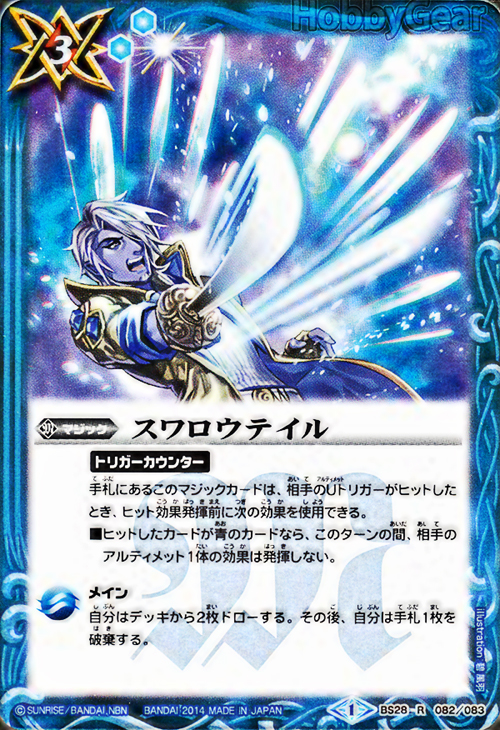 HobbyGear
3
マジック スワロウテイル
トリガーカウンター
手札にあるこのマジックカードは、相手のUトリガーがヒットした
とき、ヒット効果発揮前に次の効果を使用できる。
■ヒットしたカードが青のカードなら、このターンの間、相手の
アルティメット1体の効果は発揮しない。
メイン
自分はデッキから2枚ドローする。その後、自分は手札1枚を
破棄する。
illustration 碧 風羽
©SUNRISE/BANDAI,NBN BANDAI 2014 MADE IN JAPAN 1 BS28 - R 082/083